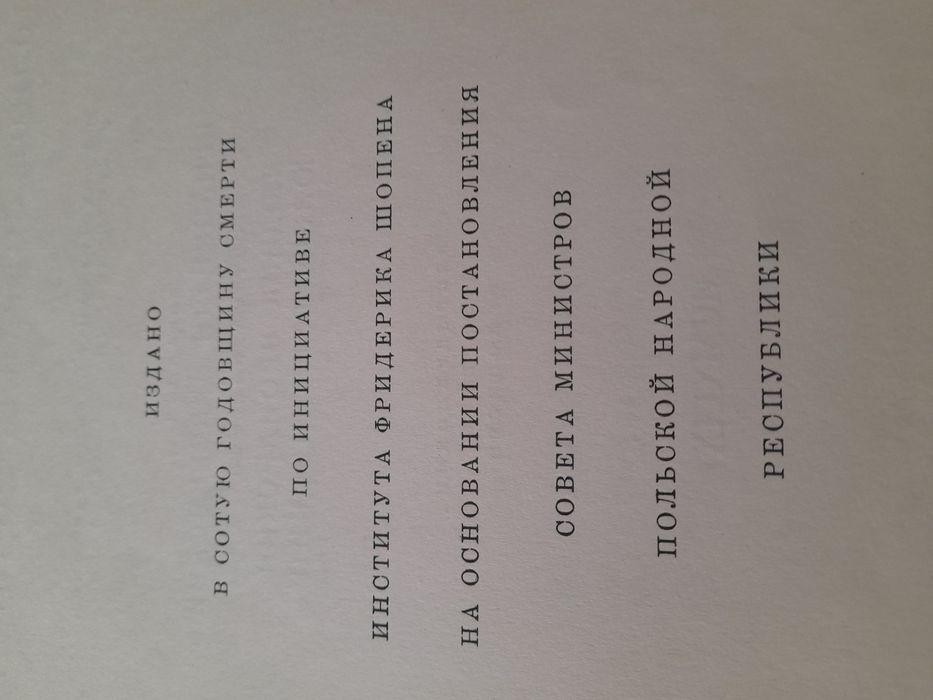 ИЗДАНО
В СОТУЮ ГОДОВЩИНУ СМЕРТИ
ПО ИНИЦИАТИВЕ
ИНСТИТУТА ФРИДЕРИКА ШОПЕНА
НА ОСНОВАНИИ ПОСТАНОВЛЕНИЯ
СОВЕТА МИНИСТРОВ
ПОЛЬСКОЙ НАРОДНОЙ
РЕСПУБЛИКИ